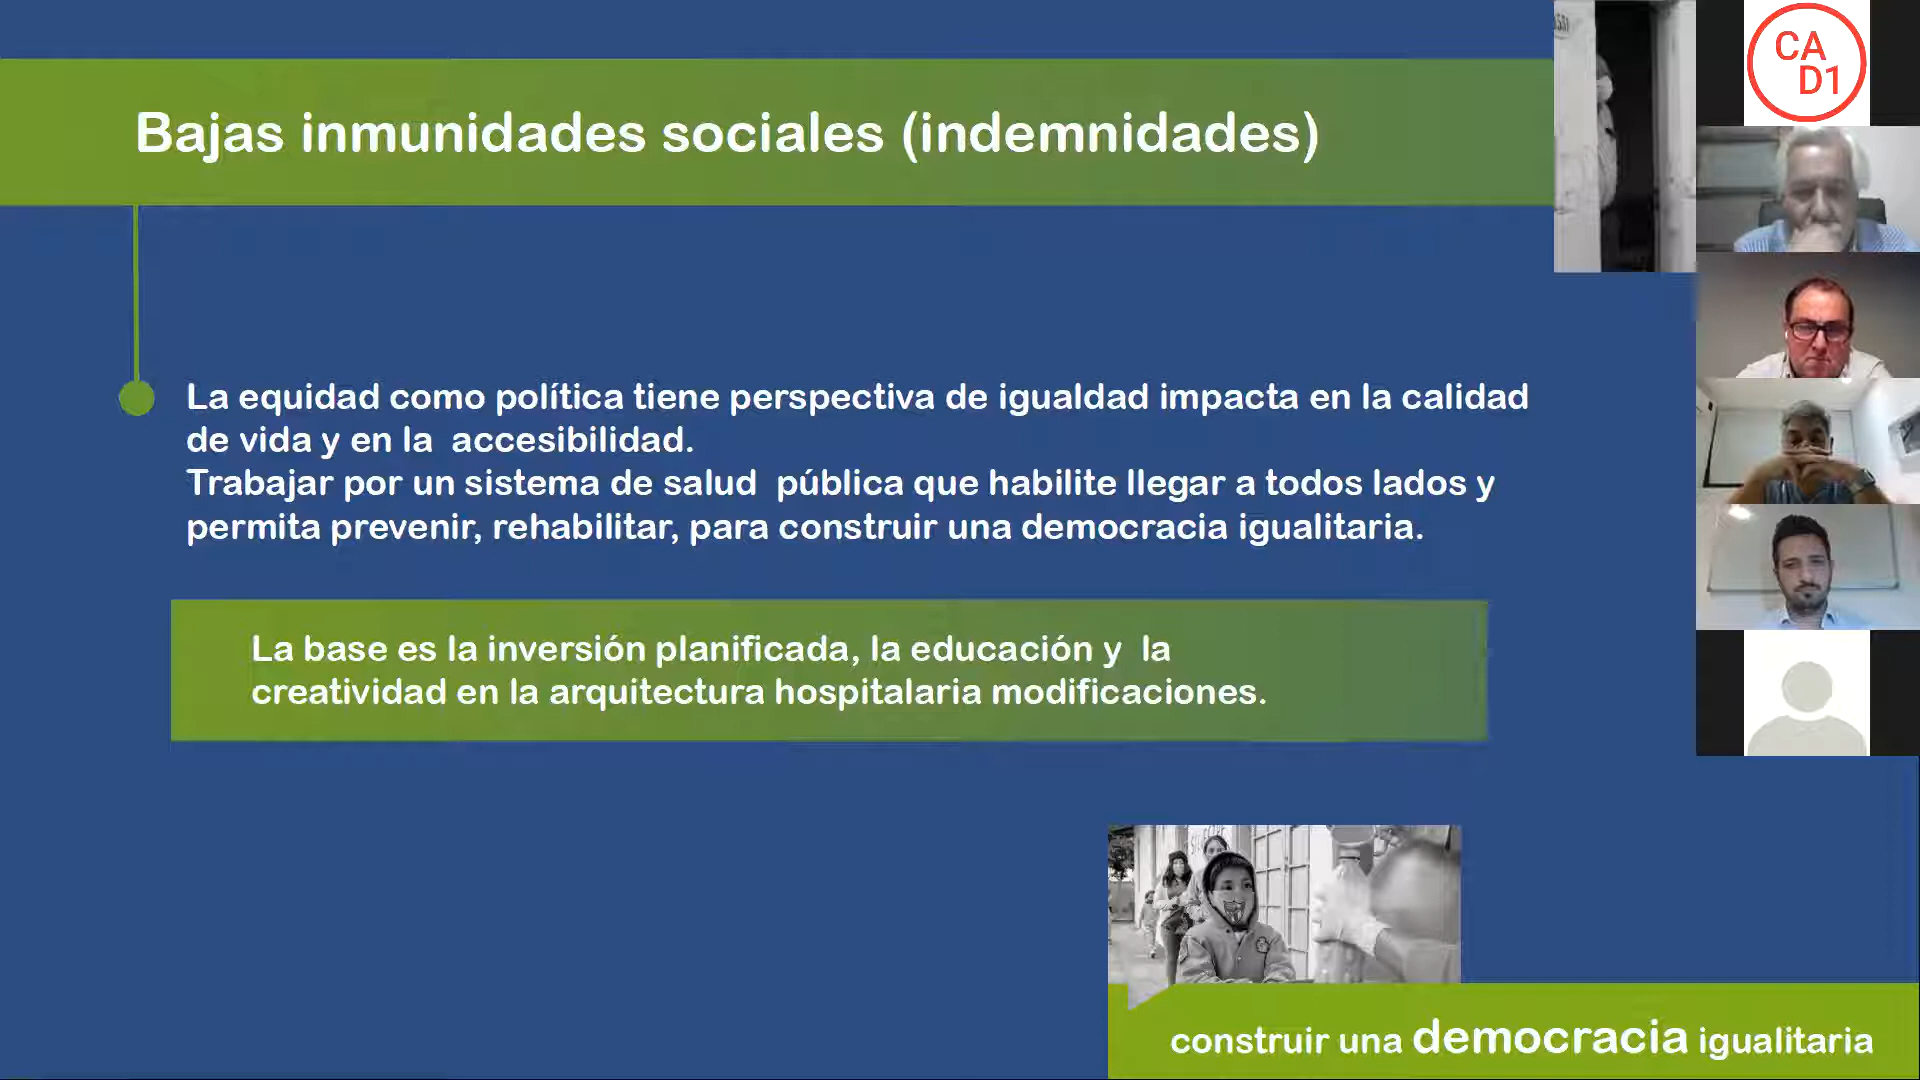 Bajas inmunidades sociales (indemnidades)
CA
D1
La equidad como política tiene perspectiva de igualdad impacta en la calidad
de vida y en la accesibilidad.
Trabajar por un sistema de salud pública que habilite llegar a todos lados y
permita prevenir, rehabilitar, para construir una democracia igualitaria.
La base es la inversión planificada, la educación y la
creatividad en la arquitectura hospitalaria modificaciones.
construir una democracia igualitaria